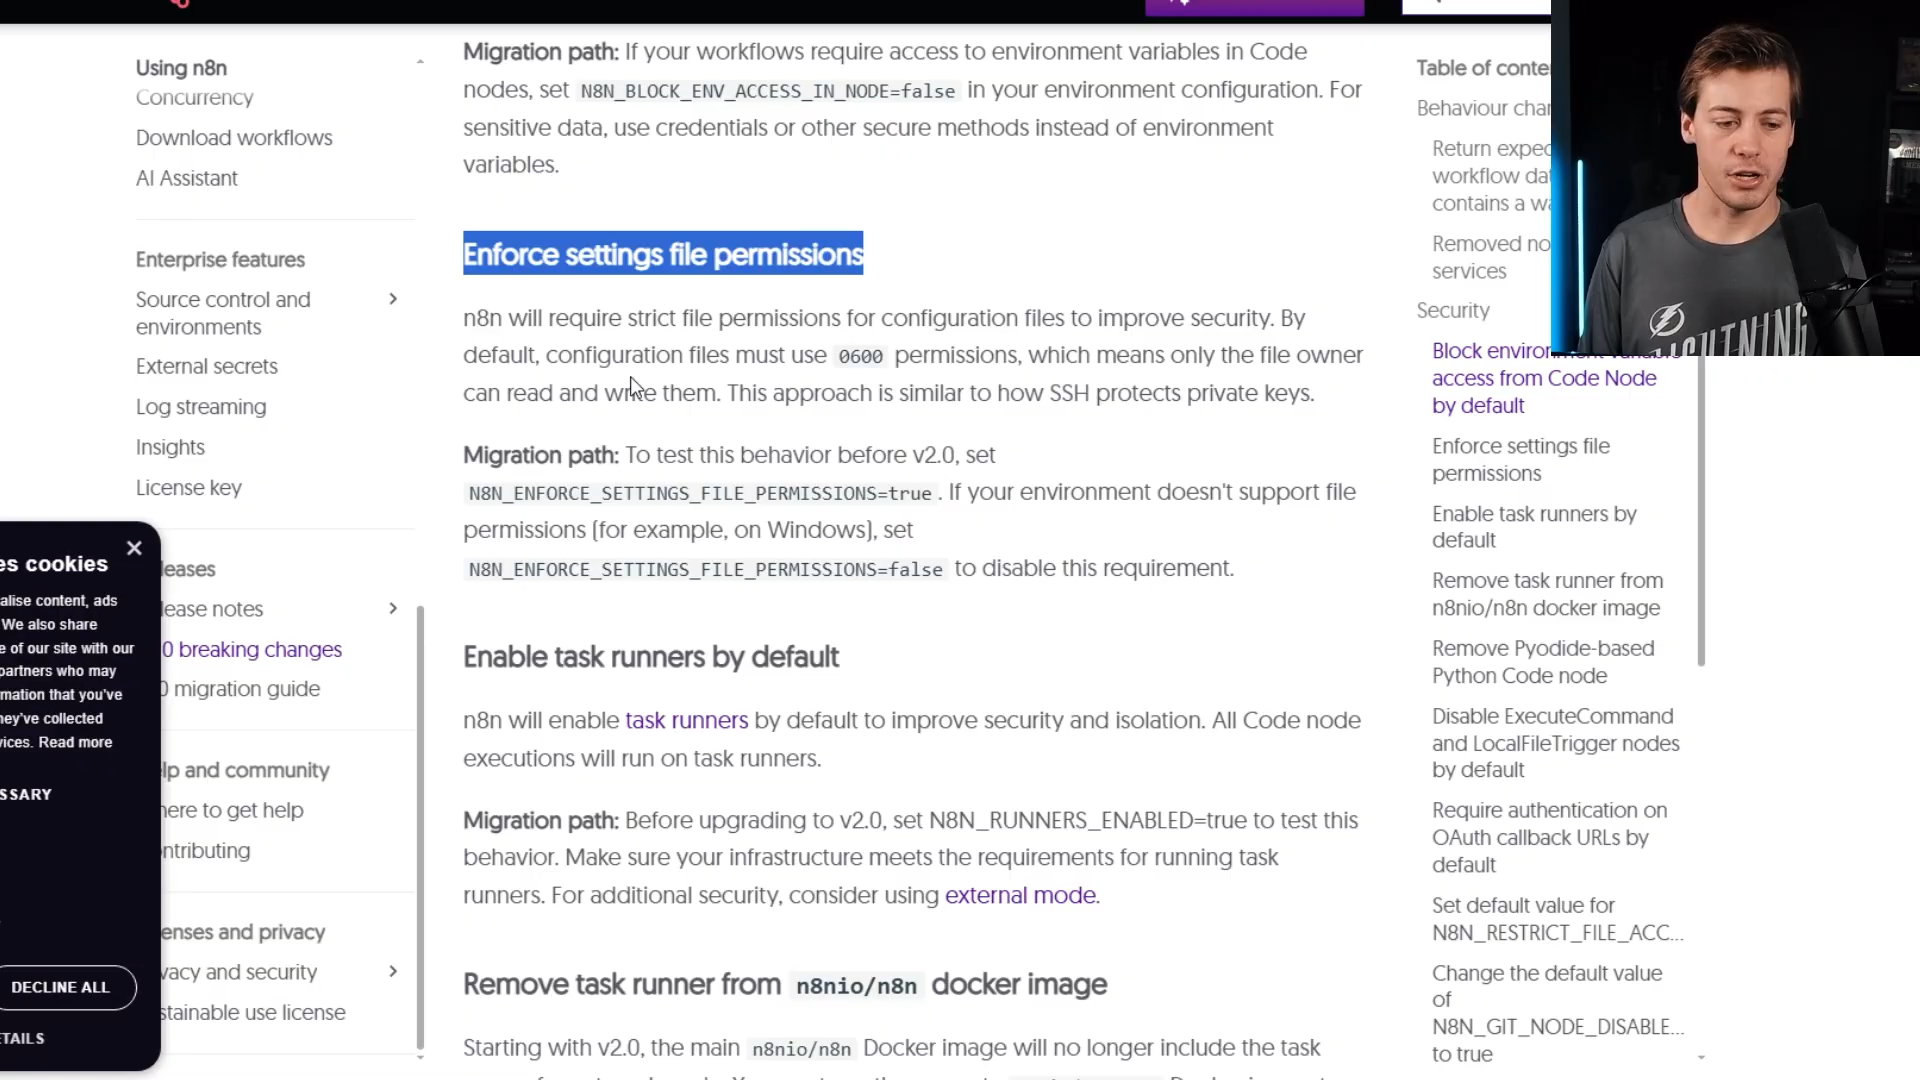 Using n8n
Concurrency
Download workflows
AI Assistant
Enterprise features
Source control and
environments
External secrets
Log streaming
Insights
License key
leases
lease notes
0 breaking changes
0 migration guide
lp and community
here to get help
ntributing
enses and privacy
vacy and security
stainable use license
es cookies
alise content, ads
We also share
e of our site with our
partners who may
mation that you've
hey've collected
vices. Read more
SSARY
DECLINE ALL
ETAILS
Migration path: If your workflows require access to environment variables in Code
nodes, set N8N_BLOCK_ENV_ACCESS_IN_NODE=false in your environment configuration. For
sensitive data, use credentials or other secure methods instead of environment
variables.
Enforce settings file permissions
n8n will require strict file permissions for configuration files to improve security. By
default, configuration files must use 0600 permissions, which means only the file owner
can read and write them. This approach is similar to how SSH protects private keys.
Migration path: To test this behavior before v2.0, set
N8N_ENFORCE_SETTINGS_FILE_PERMISSIONS=true. If your environment doesn't support file
permissions (for example, on Windows), set
N8N_ENFORCE_SETTINGS_FILE_PERMISSIONS=false to disable this requirement.
Enable task runners by default
n8n will enable task runners by default to improve security and isolation. All Code node
executions will run on task runners.
Migration path: Before upgrading to v2.0, set N8N_RUNNERS_ENABLED=true to test this
behavior. Make sure your infrastructure meets the requirements for running task
runners. For additional security, consider using external mode.
Remove task runner from n8nio/n8n docker image
Starting with v2.0, the main n8nio/n8n Docker image will no longer include the task
Table of conte
Behaviour char
Return expec
workflow da
contains a wa
Removed no
services
Security
Block environment variable
access from Code Node
by default
Enforce settings file
permissions
Enable task runners by
default
Remove task runner from
n8nio/n8n docker image
Remove Pyodide-based
Python Code node
Disable ExecuteCommand
and LocalFileTrigger nodes
by default
Require authentication on
OAuth callback URLs by
default
Set default value for
N8N_RESTRICT_FILE_ACC...
Change the default value
of
N8N_GIT_NODE_DISABLE...
to true
LIGHTNING